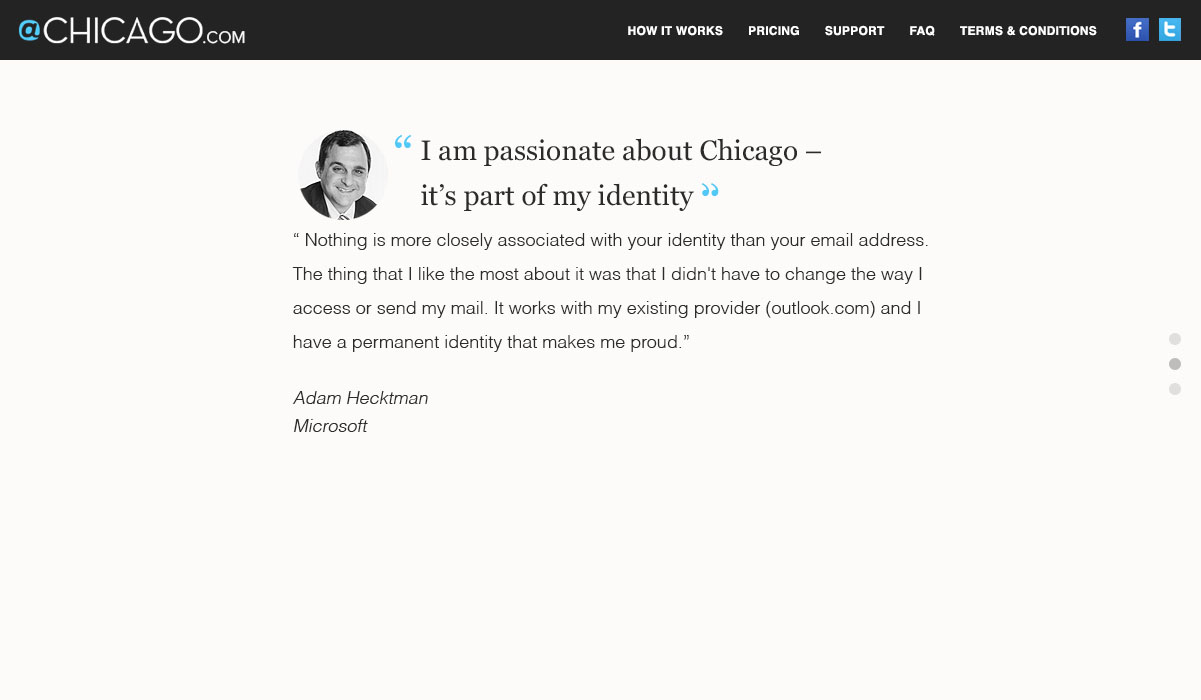 @CHICAGO.COM
HOW IT WORKS PRICING SUPPORT FAQ TERMS & CONDITIONS f t
“ I am passionate about Chicago –
it’s part of my identity ”
“ Nothing is more closely associated with your identity than your email address.
The thing that I like the most about it was that I didn't have to change the way I
access or send my mail. It works with my existing provider (outlook.com) and I
have a permanent identity that makes me proud.”
Adam Hecktman
Microsoft